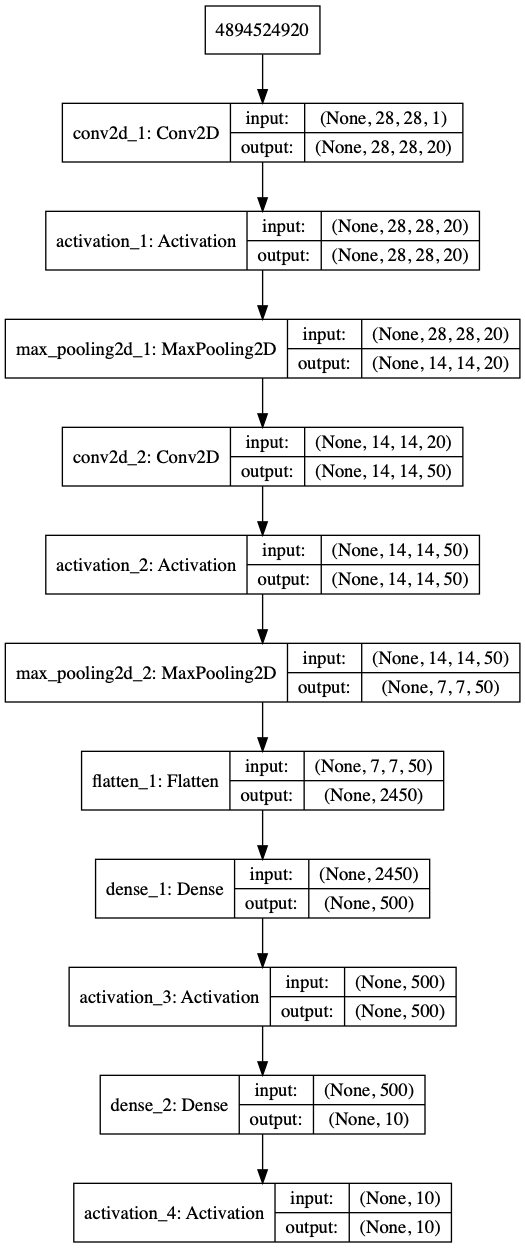 4894524920
conv2d_1: Conv2D
input: (None, 28, 28, 1)
output: (None, 28, 28, 20)
activation_1: Activation
input: (None, 28, 28, 20)
output: (None, 28, 28, 20)
max_pooling2d_1: MaxPooling2D
input: (None, 28, 28, 20)
output: (None, 14, 14, 20)
conv2d_2: Conv2D
input: (None, 14, 14, 20)
output: (None, 14, 14, 50)
activation_2: Activation
input: (None, 14, 14, 50)
output: (None, 14, 14, 50)
max_pooling2d_2: MaxPooling2D
input: (None, 14, 14, 50)
output: (None, 7, 7, 50)
flatten_1: Flatten
input: (None, 7, 7, 50)
output: (None, 2450)
dense_1: Dense
input: (None, 2450)
output: (None, 500)
activation_3: Activation
input: (None, 500)
output: (None, 500)
dense_2: Dense
input: (None, 500)
output: (None, 10)
activation_4: Activation
input: (None, 10)
output: (None, 10)